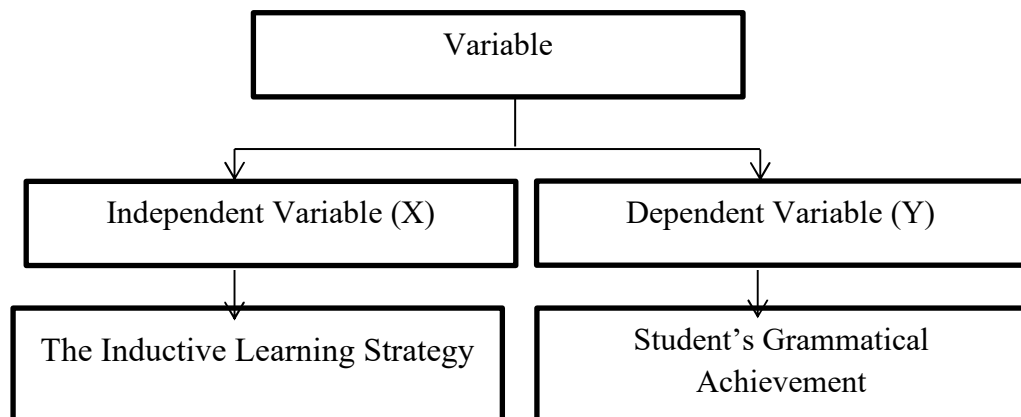 Variable
Independent Variable (X)
Dependent Variable (Y)
The Inductive Learning Strategy
Student’s Grammatical
Achievement